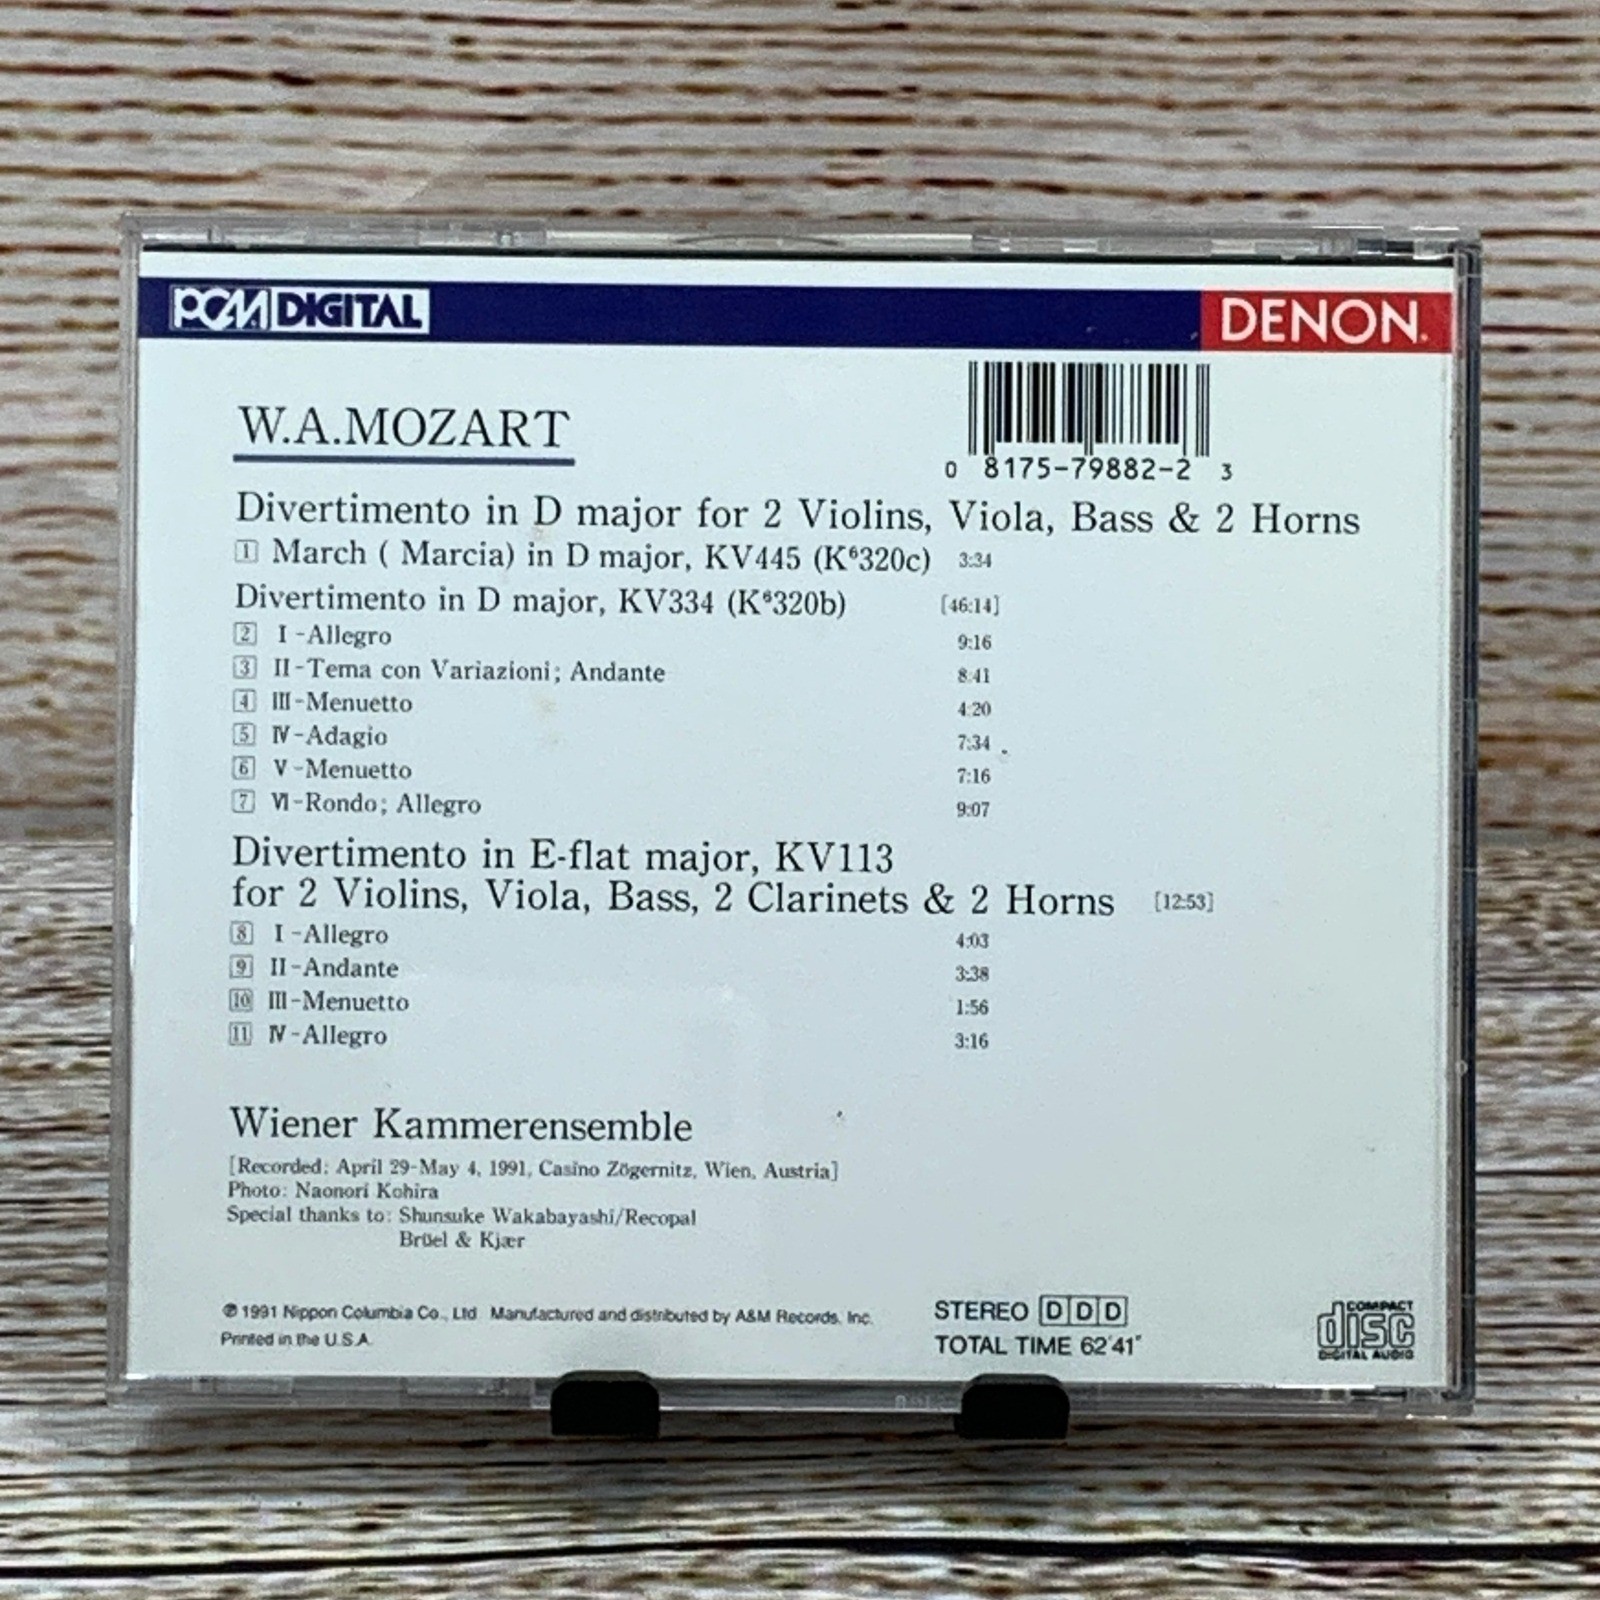 PCM DIGITAL
DENON
W.A.MOZART
0 8175-79882-2 3
Divertimento in D major for 2 Violins, Viola, Bass & 2 Horns
1 March ( Marcia) in D major, KV445 (K⁶320c) 3:34
Divertimento in D major, KV334 (K⁶320b) [46:14]
2 I-Allegro 9:16
3 II-Tema con Variazioni; Andante 8:41
4 III-Menuetto 4:20
5 IV-Adagio 7:34
6 V-Menuetto 7:16
7 VI-Rondo; Allegro 9:07
Divertimento in E-flat major, KV113
for 2 Violins, Viola, Bass, 2 Clarinets & 2 Horns [12:53]
8 I-Allegro 4:03
9 II-Andante 3:38
10 III-Menuetto 1:56
11 IV-Allegro 3:16
Wiener Kammerensemble
[Recorded: April 29-May 4, 1991, Casino Zögernitz, Wien, Austria]
Photo: Naonori Kohira
Special thanks to: Shunsuke Wakabayashi/Recopal
Brüel & Kjær
℗ 1991 Nippon Columbia Co., Ltd. Manufactured and distributed by A&M Records, Inc.
Printed in the U.S.A.
STEREO DDD
TOTAL TIME 62'41"
COMPACT
disc
DIGITAL AUDIO